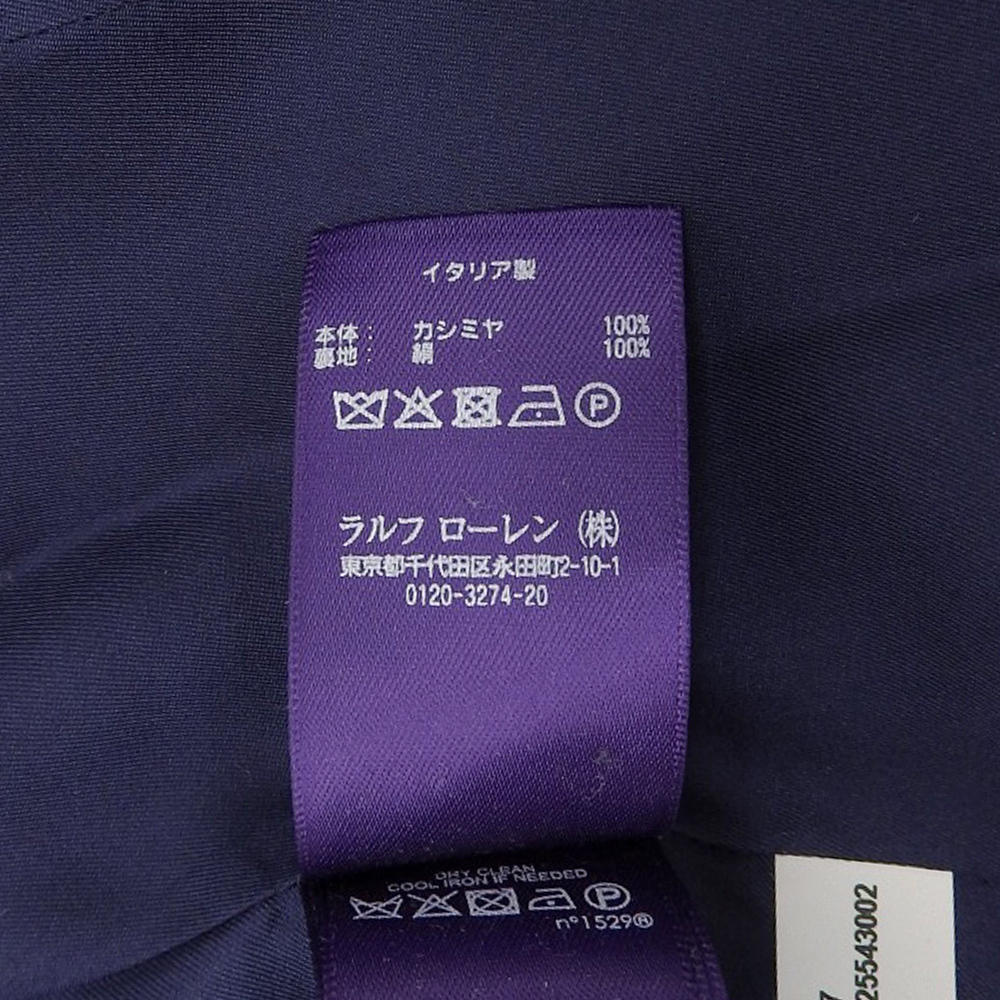 イタリア製
本体： カシミヤ 100%
裏地： 絹 100%
P
ラルフ ローレン (株)
東京都千代田区永田町2-10-1
0120-3274-20
DRY CLEAN
COOL IRON IF NEEDED
P
n°1529®
7
25543002